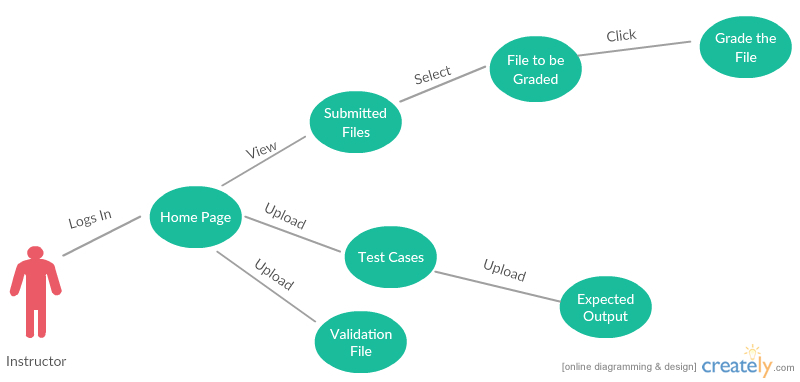 Click
Grade the
File
File to be
Graded
Select
Submitted
Files
View
Logs In
Home Page
Upload
Test Cases
Upload
Expected
Output
Upload
Validation
File
Instructor
[online diagramming & design] creately.com